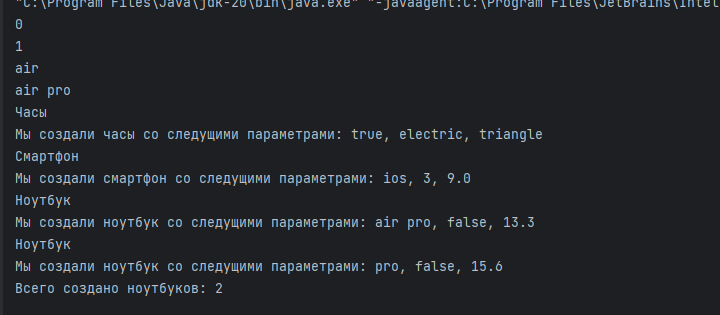 "C:\Program Files\Java\jdk-20\bin\java.exe" "-javaagent:C:\Program Files\JetBrains\Intel
0
1
air
air pro
Часы
Мы создали часы со следущими параметрами: true, electric, triangle
Смартфон
Мы создали смартфон со следущими параметрами: ios, 3, 9.0
Ноутбук
Мы создали ноутбук со следущими параметрами: air pro, false, 13.3
Ноутбук
Мы создали ноутбук со следущими параметрами: pro, false, 15.6
Всего создано ноутбуков: 2